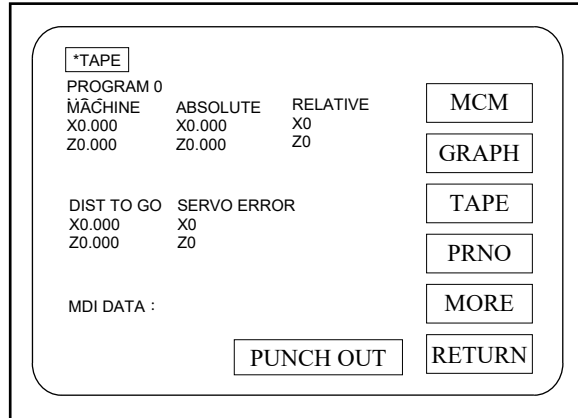 *TAPE
PROGRAM 0
MACHINE ABSOLUTE RELATIVE
X0.000 X0.000 X0
Z0.000 Z0.000 Z0
DIST TO GO SERVO ERROR
X0.000 X0
Z0.000 Z0
MDI DATA :
PUNCH OUT
MCM
GRAPH
TAPE
PRNO
MORE
RETURN